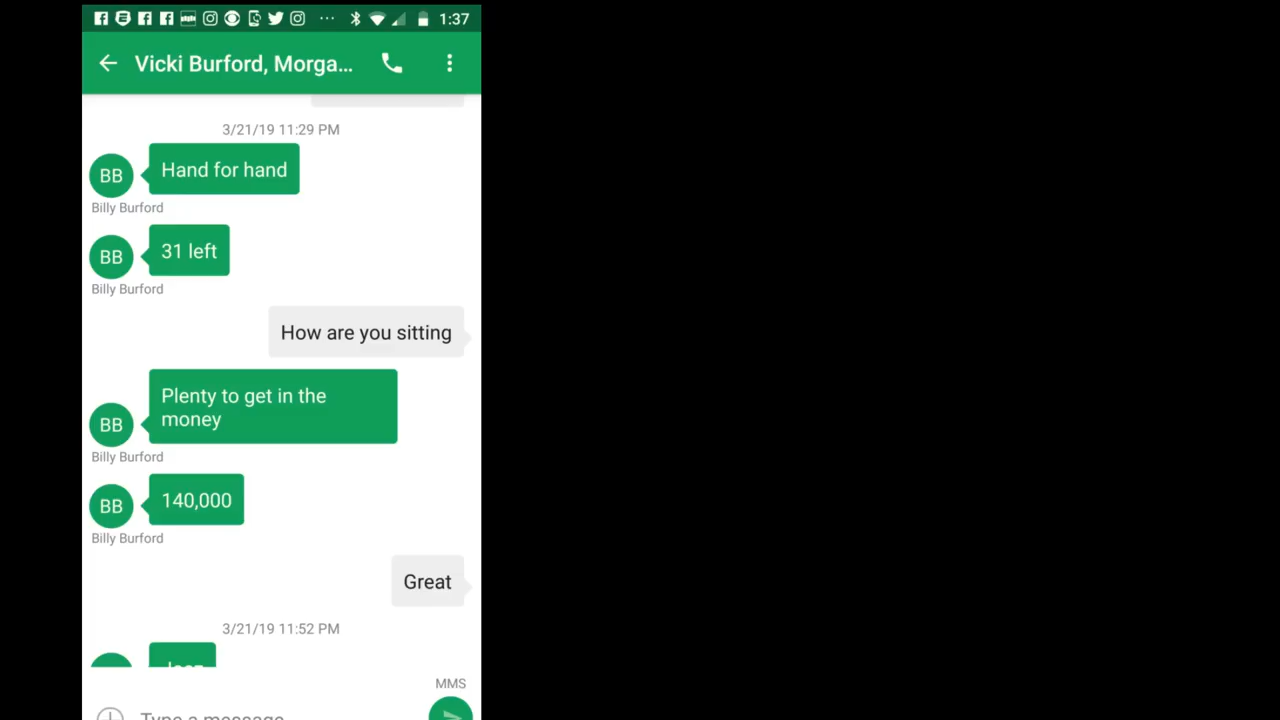 1:37
Vicki Burford, Morga...
3/21/19 11:29 PM
Hand for hand
BB
Billy Burford
31 left
BB
Billy Burford
How are you sitting
Plenty to get in the
money
BB
Billy Burford
140,000
BB
Billy Burford
Great
3/21/19 11:52 PM
MMS
Type a message